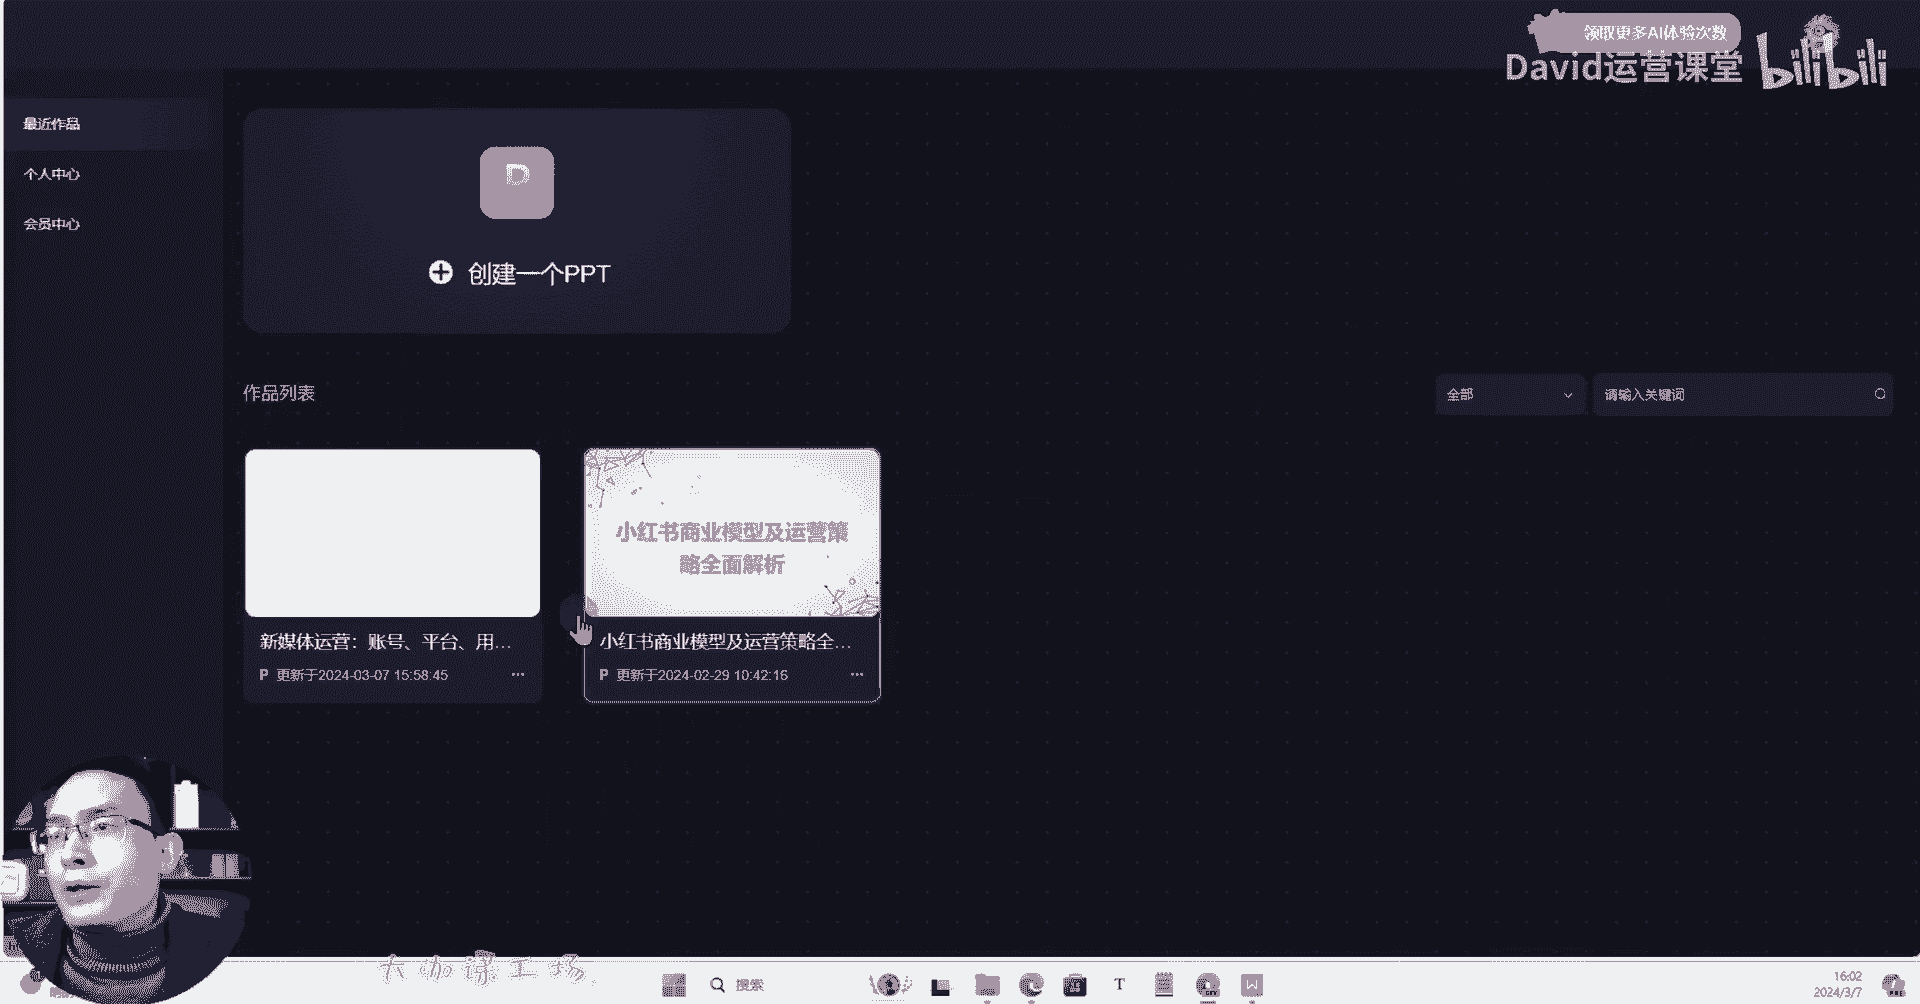 领取更多AI体验次数
David运营课堂
bilibili
最近作品
个人中心
会员中心
P
创建一个PPT
作品列表
全部
请输入关键词
小红书商业模型及运营策
略全面解析
新媒体运营：账号、平台、用...
P 更新于2024-03-07 15:58:45
小红书商业模型及运营策略全...
P 更新于2024-02-29 10:42:16
大咖课工场
搜索
T
W
16:02
2024/3/7